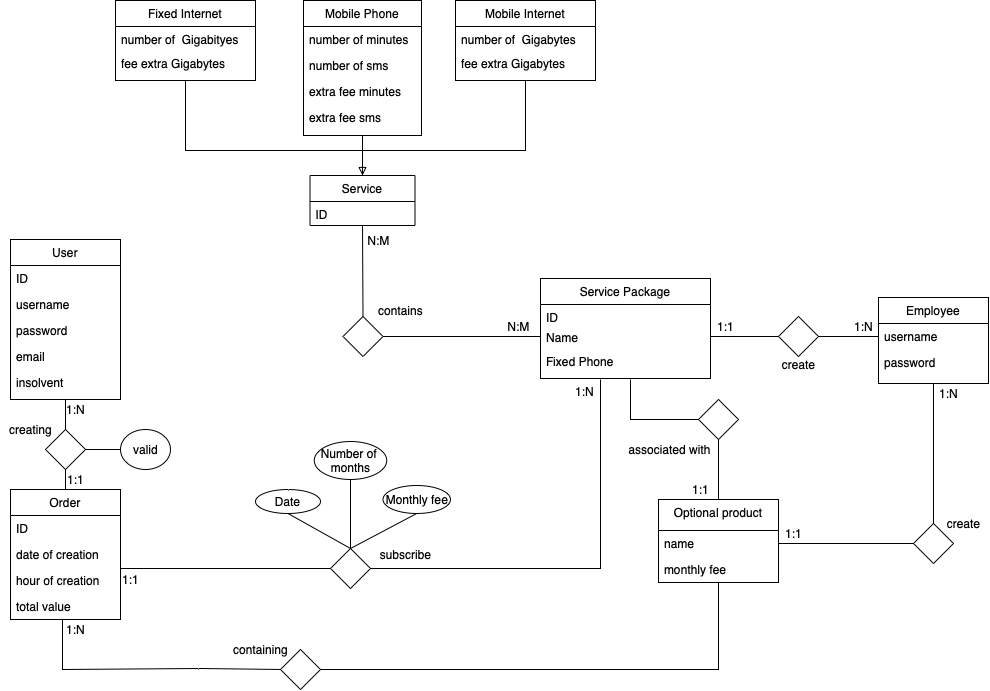 Fixed Internet
number of Gigabityes
fee extra Gigabytes
Mobile Phone
number of minutes
number of sms
extra fee minutes
extra fee sms
Mobile Internet
number of Gigabytes
fee extra Gigabytes
Service
ID
N:M
contains
N:M
Service Package
ID
Name
Fixed Phone
1:1
create
1:N
Employee
username
password
1:N
User
ID
username
password
email
insolvent
1:N
creating
valid
1:1
Order
ID
date of creation
hour of creation
total value
1:1
1:N
Number of
months
Date
Monthly fee
subscribe
1:N
associated with
1:1
Optional product
name
monthly fee
1:1
create
containing